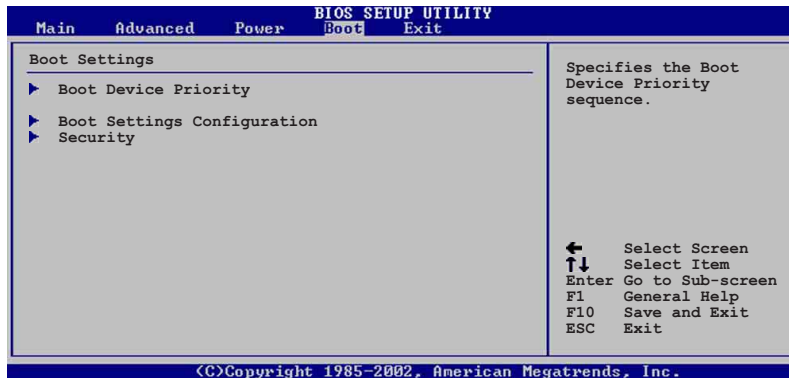 BIOS SETUP UTILITY
Main Advanced Power Boot Exit
Boot Settings
Boot Device Priority
Boot Settings Configuration
Security
Specifies the Boot
Device Priority
sequence.
← Select Screen
↑↓ Select Item
Enter Go to Sub-screen
F1 General Help
F10 Save and Exit
ESC Exit
(C)Copyright 1985-2002, American Megatrends, Inc.